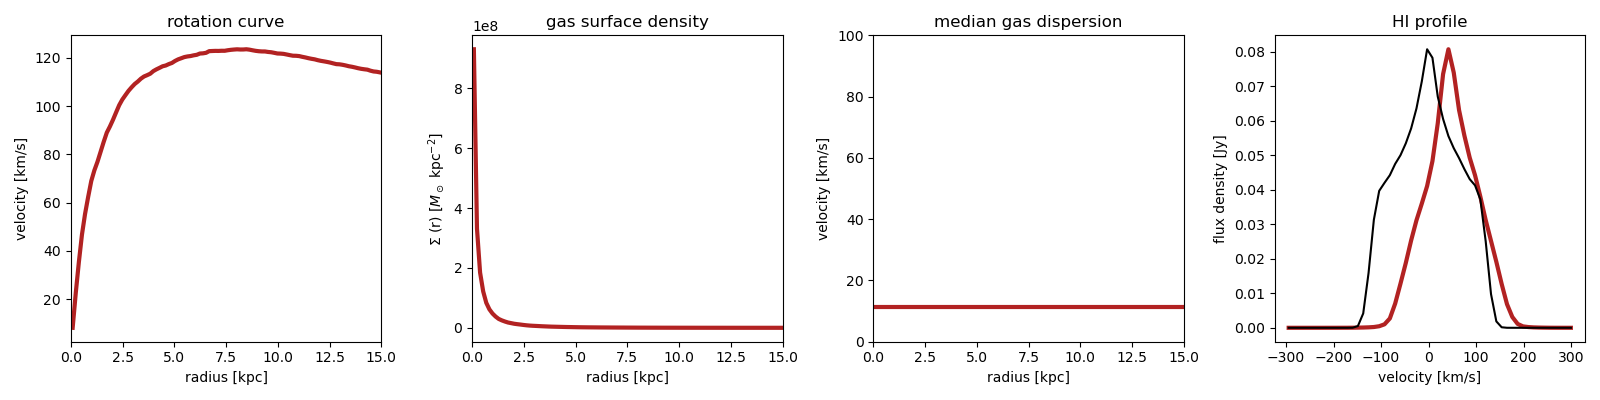 rotation curve
velocity [km/s]
120
100
80
60
40
20
0.0 2.5 5.0 7.5 10.0 12.5 15.0
radius [kpc]
gas surface density
1e8
Σ (r) [M⊙ kpc⁻²]
8
6
4
2
0
0.0 2.5 5.0 7.5 10.0 12.5 15.0
radius [kpc]
median gas dispersion
velocity [km/s]
100
80
60
40
20
0
0.0 2.5 5.0 7.5 10.0 12.5 15.0
radius [kpc]
HI profile
flux density [Jy]
0.08
0.07
0.06
0.05
0.04
0.03
0.02
0.01
0.00
−300 −200 −100 0 100 200 300
velocity [km/s]